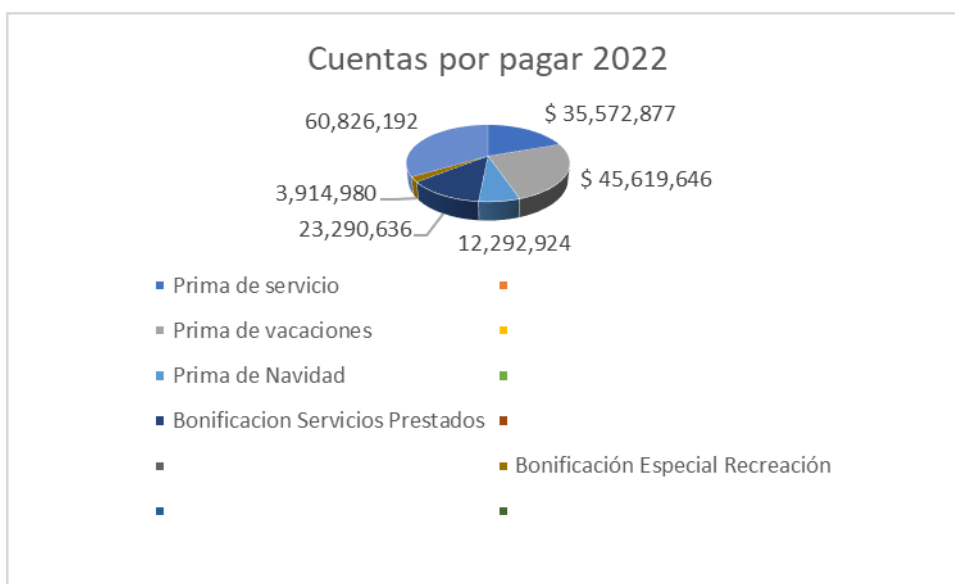 Cuentas por pagar 2022
60,826,192
$ 35,572,877
3,914,980
$ 45,619,646
23,290,636
12,292,924
Prima de servicio
Prima de vacaciones
Prima de Navidad
Bonificacion Servicios Prestados
Bonificación Especial Recreación